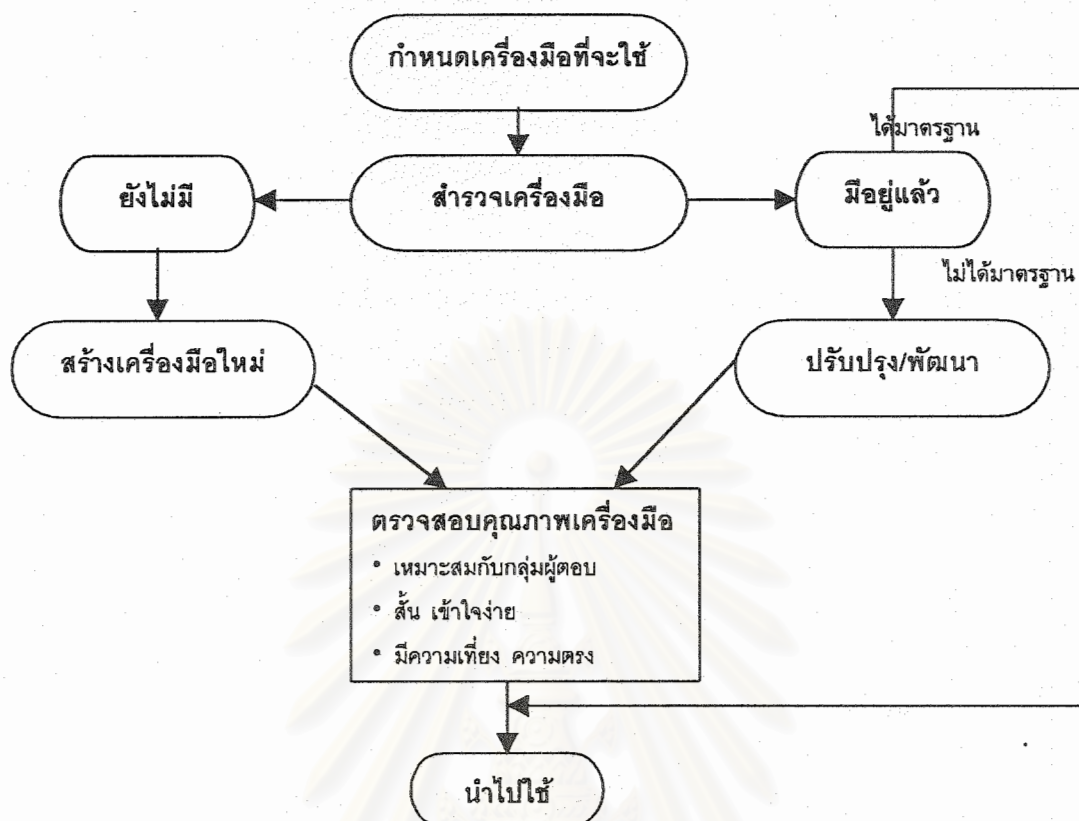 กำหนดเครื่องมือที่จะใช้
ได้มาตรฐาน
ยังไม่มี
สำรวจเครื่องมือ
มีอยู่แล้ว
ไม่ได้มาตรฐาน
สร้างเครื่องมือใหม่
ปรับปรุง/พัฒนา
ตรวจสอบคุณภาพเครื่องมือ
• เหมาะสมกับกลุ่มผู้ตอบ
• สั้น เข้าใจง่าย
• มีความเที่ยง ความตรง
นำไปใช้